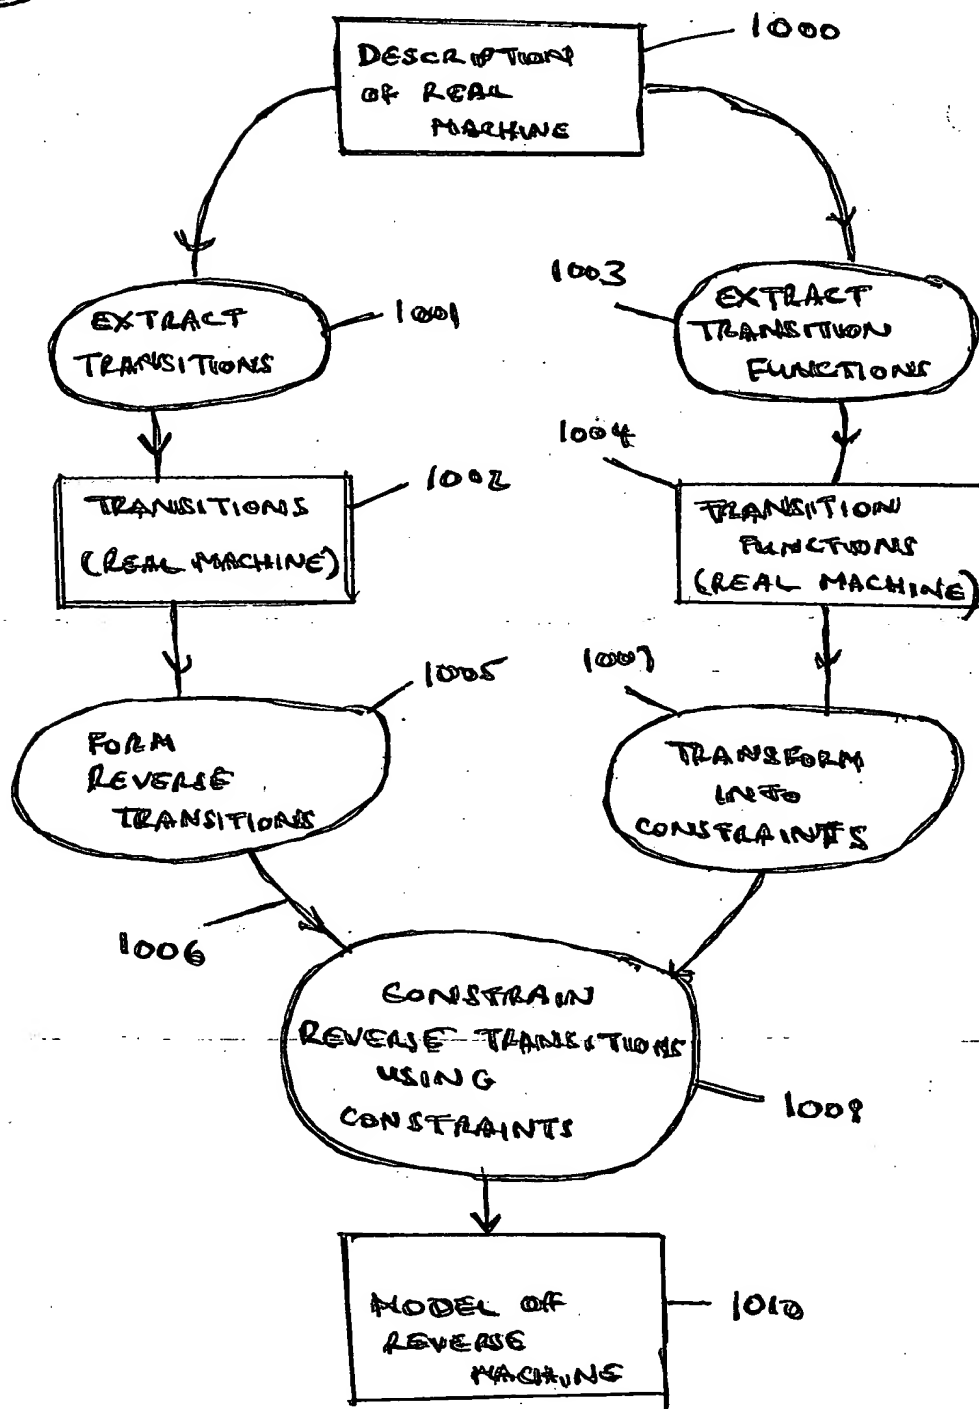 1000
DESCRIPTION
OF REAL
MACHINE
1001
EXTRACT
TRANSITIONS
1003
EXTRACT
TRANSITION
FUNCTIONS
1002
TRANSITIONS
(REAL MACHINE)
1004
TRANSITION
FUNCTIONS
(REAL MACHINE)
1005
FORM
REVERSE
TRANSITIONS
1007
TRANSFORM
INTO
CONSTRAINTS
1006
CONSTRAIN
REVERSE TRANSITIONS
USING
CONSTRAINTS
1009
MODEL OF
REVERSE
MACHINE
1010